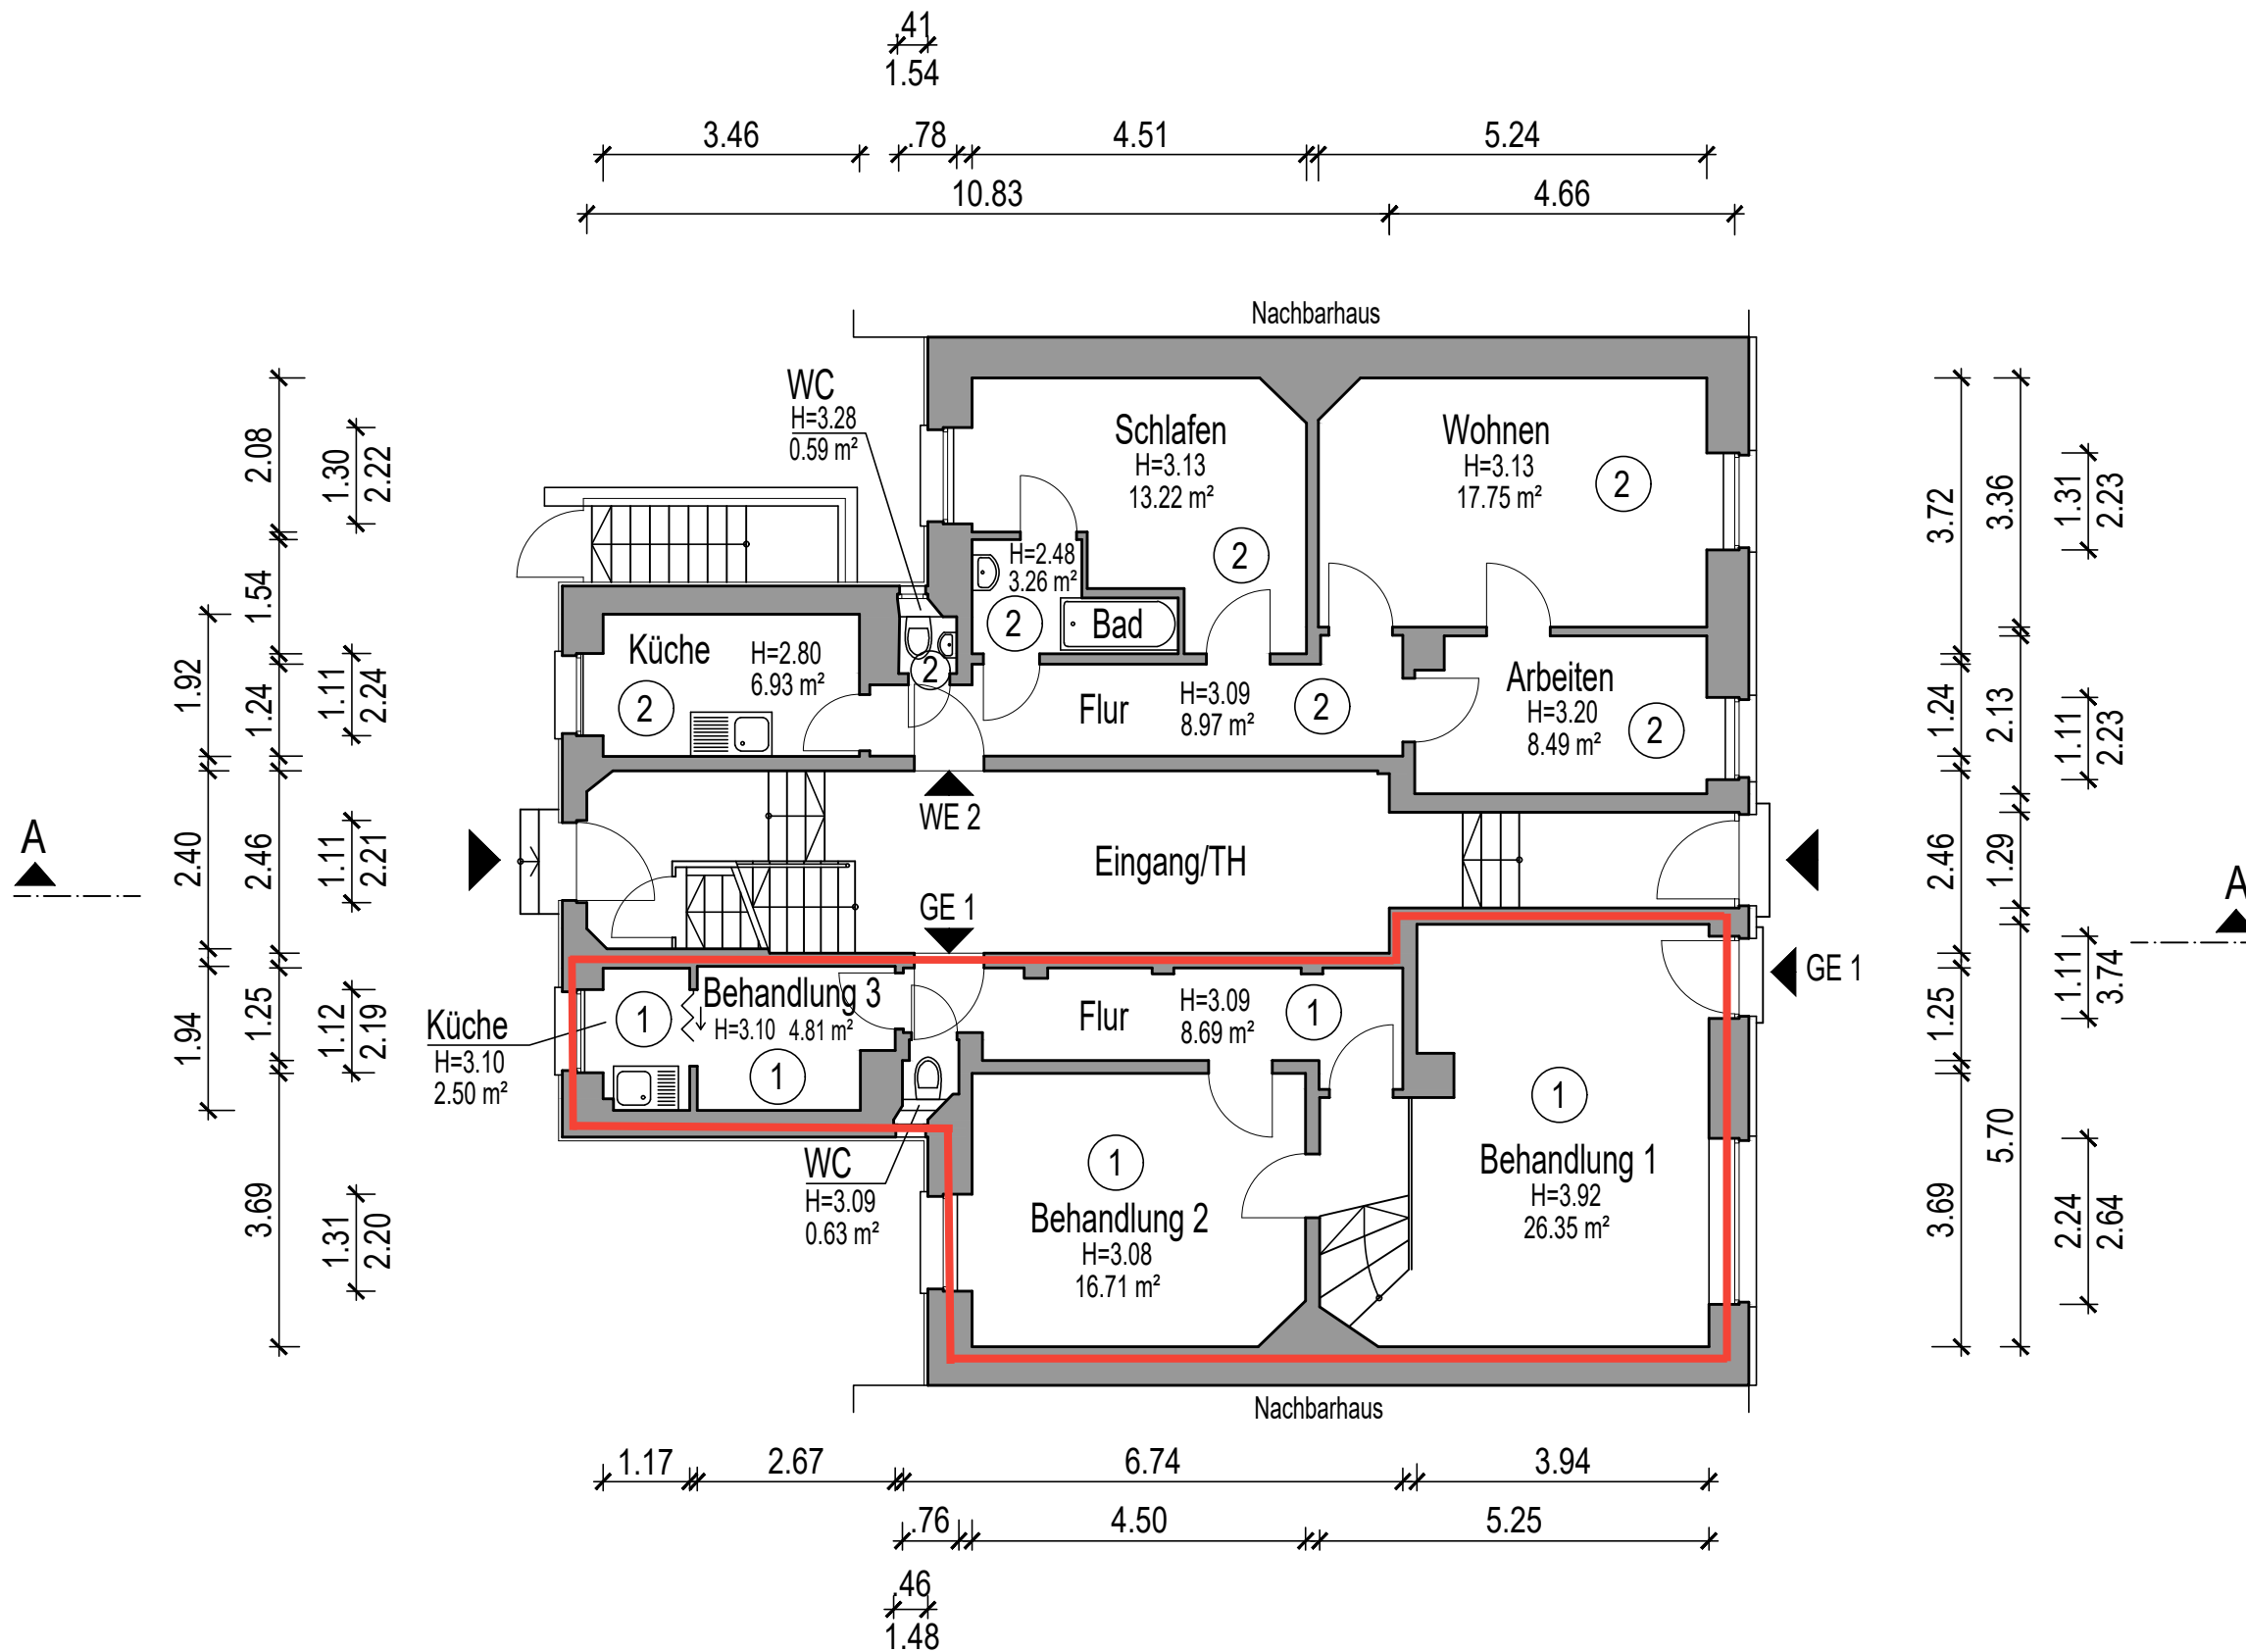 .41
1.54
3.46
.78
4.51
5.24
10.83
4.66
Nachbarhaus
WC
H=3.28
0.59 m²
Schlafen
H=3.13
13.22 m²
2
Wohnen
H=3.13
17.75 m²
2
H=2.48
3.26 m²
2
Bad
Küche
H=2.80
6.93 m²
2
2
Flur
H=3.09
8.97 m²
2
Arbeiten
H=3.20
8.49 m²
2
WE 2
Eingang/TH
GE 1
GE 1
A
A
Küche
H=3.10
2.50 m²
1
Behandlung 3
H=3.10 4.81 m²
1
Flur
H=3.09
8.69 m²
1
WC
H=3.09
0.63 m²
1
Behandlung 2
H=3.08
16.71 m²
1
Behandlung 1
H=3.92
26.35 m²
Nachbarhaus
1.92
2.40
1.94
2.08
1.54
1.24
2.46
1.25
3.69
1.30
2.22
1.11
2.24
1.11
2.21
1.12
2.19
1.31
2.20
3.72
1.24
2.46
1.25
3.69
3.36
2.13
1.29
5.70
1.31
2.23
1.11
2.23
1.11
3.74
2.24
2.64
1.17
2.67
6.74
3.94
.76
4.50
5.25
.46
1.48